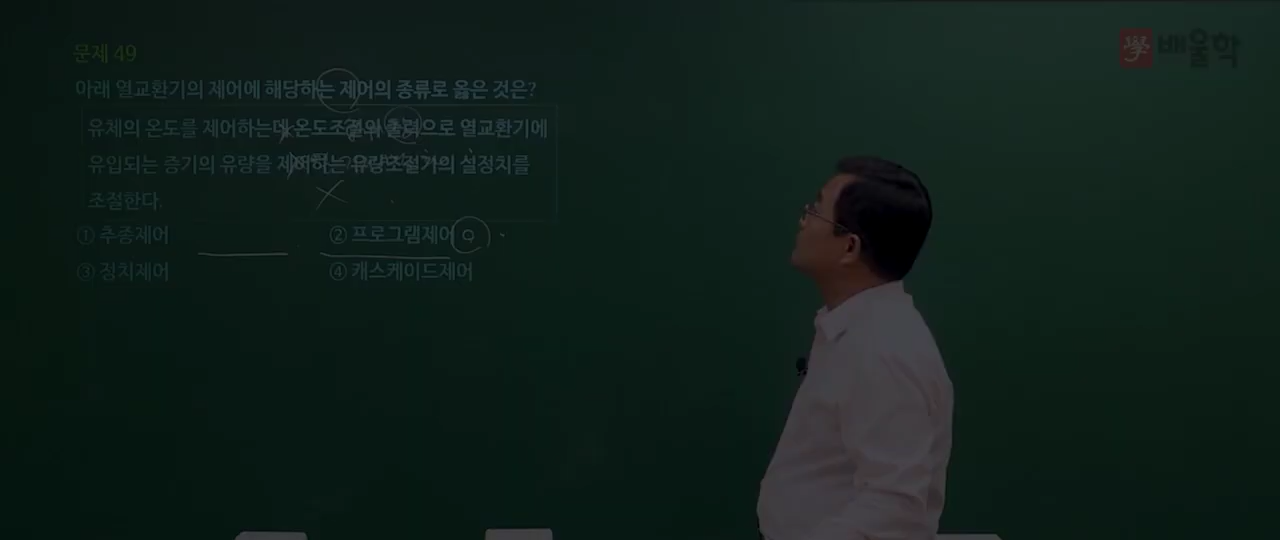 學 배울학
문제 49
아래 열교환기의 제어에 해당하는 제어의 종류로 옳은 것은?
유체의 온도를 제어하는데 온도조절의 출력으로 열교환기에
유입되는 증기의 유량을 제어하는 유량조절기의 설정치를
조절한다.
① 추종제어 ② 프로그램제어
③ 정치제어 ④ 캐스케이드제어